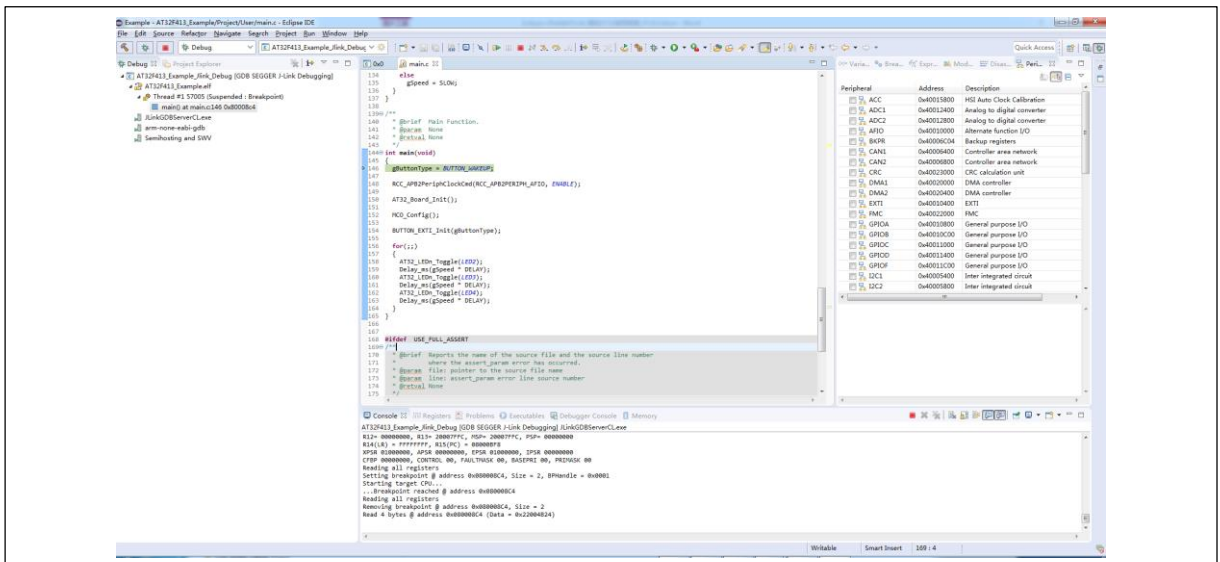 Example - AT32F413_Example/Project/User/main.c - Eclipse IDE
File Edit Source Refactor Navigate Search Project Run Window Help
Debug
AT32F413_Example_Jlink_Debug
Quick Access
Debug
Project Explorer
AT32F413_Example_Jlink_Debug [GDB SEGGER J-Link Debugging]
AT32F413_Example.elf
Thread #1 57005 (Suspended : Breakpoint)
main() at main.c:146 0x80008c4
JLinkGDBServerCL.exe
arm-none-eabi-gdb
Semihosting and SWV
0x0
main.c
134 else
135 gSpeed = SLOW;
136 }
137 }
138
139 /**
140 * @brief Main Function.
141 * @param None
142 * @retval None
143 */
144 int main(void)
145 {
146 gButtonType = BUTTON_WAKEUP;
147
148 RCC_APB2PeriphClockCmd(RCC_APB2PERIPH_AFIO, ENABLE);
149
150 AT32_Board_Init();
151
152 MCO_Config();
153
154 BUTTON_EXTI_Init(gButtonType);
155
156 for(;;)
157 {
158 AT32_LEDn_Toggle(LED2);
159 Delay_ms(gSpeed * DELAY);
160 AT32_LEDn_Toggle(LED3);
161 Delay_ms(gSpeed * DELAY);
162 AT32_LEDn_Toggle(LED4);
163 Delay_ms(gSpeed * DELAY);
164 }
165 }
166
167
168 #ifdef USE_FULL_ASSERT
169 /**
170 * @brief Reports the name of the source file and the source line number
171 * where the assert_param error has occurred.
172 * @param file: pointer to the source file name
173 * @param line: assert_param error line source number
174 * @retval None
175 */
Varia... Brea... Expr... Mod... Disas... Peri...
Peripheral Address Description
ACC 0x40015800 HSI Auto Clock Calibration
ADC1 0x40012400 Analog to digital converter
ADC2 0x40012800 Analog to digital converter
AFIO 0x40010000 Alternate function I/O
BKPR 0x40006C04 Backup registers
CAN1 0x40006400 Controller area network
CAN2 0x40006800 Controller area network
CRC 0x40023000 CRC calculation unit
DMA1 0x40020000 DMA controller
DMA2 0x40020400 DMA controller
EXTI 0x40010400 EXTI
FMC 0x40022000 FMC
GPIOA 0x40010800 General purpose I/O
GPIOB 0x40010C00 General purpose I/O
GPIOC 0x40011000 General purpose I/O
GPIOD 0x40011400 General purpose I/O
GPIOF 0x40011C00 General purpose I/O
I2C1 0x40005400 Inter integrated circuit
I2C2 0x40005800 Inter integrated circuit
Console Registers Problems Executables Debugger Console Memory
AT32F413_Example_Jlink_Debug [GDB SEGGER J-Link Debugging] JLinkGDBServerCL.exe
R12= 00000000, R13= 20007FFC, MSP= 20007FFC, PSP= 00000000
R14(LR) = FFFFFFFF, R15(PC) = 080008F8
XPSR 01000000, APSR 00000000, EPSR 01000000, IPSR 00000000
CFBP 00000000, CONTROL 00, FAULTMASK 00, BASEPRI 00, PRIMASK 00
Reading all registers
Setting breakpoint @ address 0x080008C4, Size = 2, BPHandle = 0x0001
Starting target CPU...
...Breakpoint reached @ address 0x080008C4
Reading all registers
Removing breakpoint @ address 0x080008C4, Size = 2
Read 4 bytes @ address 0x080008C4 (Data = 0x22004824)
Writable Smart Insert 169 : 4